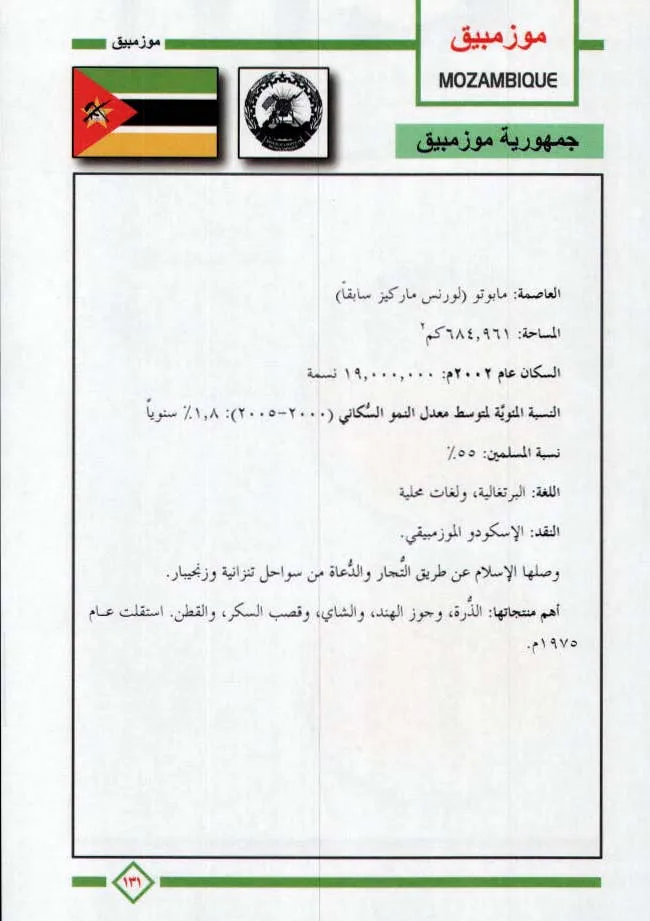 موزمبيق
موزمبيق
MOZAMBIQUE
جمهورية موزمبيق
العاصمة: مابوتو (لورنس ماركيز سابقاً)
المساحة: ٦٨٤,٩٦١كم٢
السكان عام ٢٠٠٢م: ١٩,٠٠٠,٠٠٠ نسمة
النسبة المئويَّة لمتوسط معدل النمو السُّكاني (٢٠٠٠-٢٠٠٥): ١,٨٪ سنوياً
نسبة المسلمين: ٥٥٪
اللغة: البرتغالية، ولغات محلية
النقد: الإسكودو الموزمبيقي.
وصلها الإسلام عن طريق التُّجار والدُّعاة من سواحل تنزانية وزنجيبار.
أهم منتجاتها: الذُّرة، وجوز الهند، والشاي، وقصب السكر، والقطن. استقلت عـام
١٩٧٥م.
١٣١